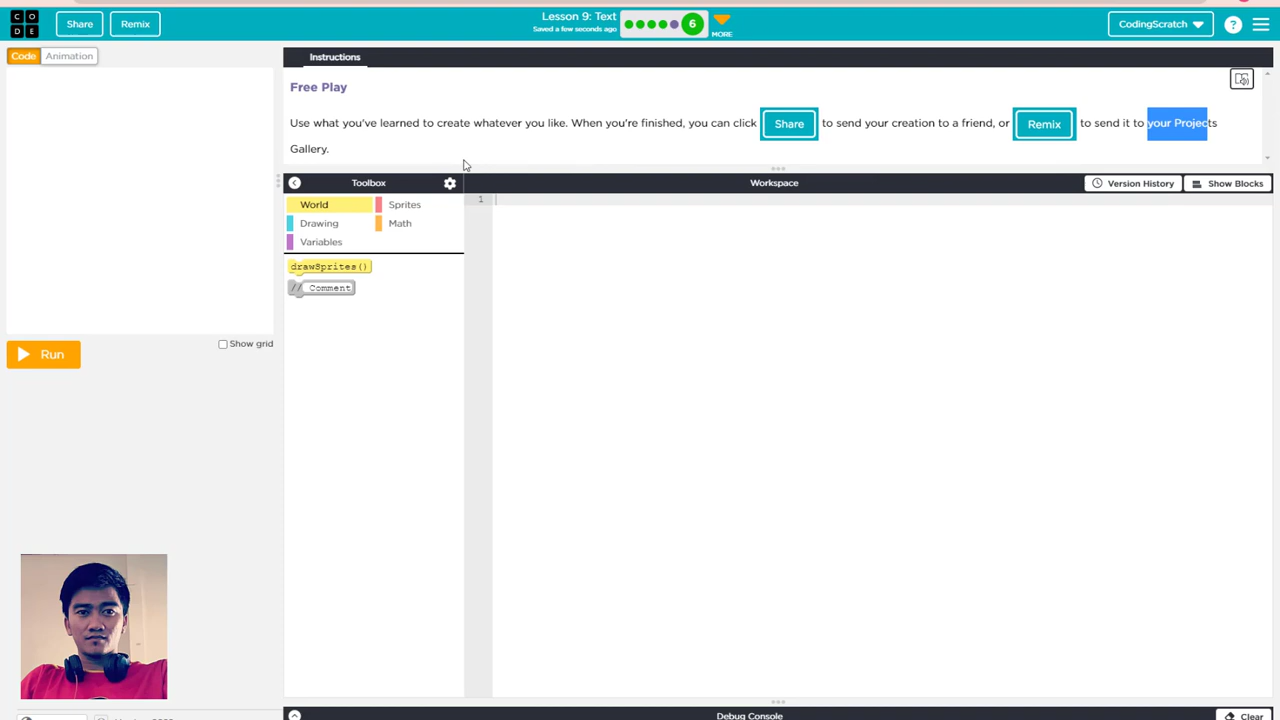 CODE
Share
Remix
Lesson 9: Text
Saved a few seconds ago
6
MORE
CodingScratch
?
Code
Animation
Instructions
Free Play
Use what you've learned to create whatever you like. When you're finished, you can click Share to send your creation to a friend, or Remix to send it to your Projects
Gallery.
Toolbox
Workspace
Version History
Show Blocks
World
Sprites
Drawing
Math
Variables
drawSprites()
// Comment
1
Run
Show grid
Debug Console
Clear